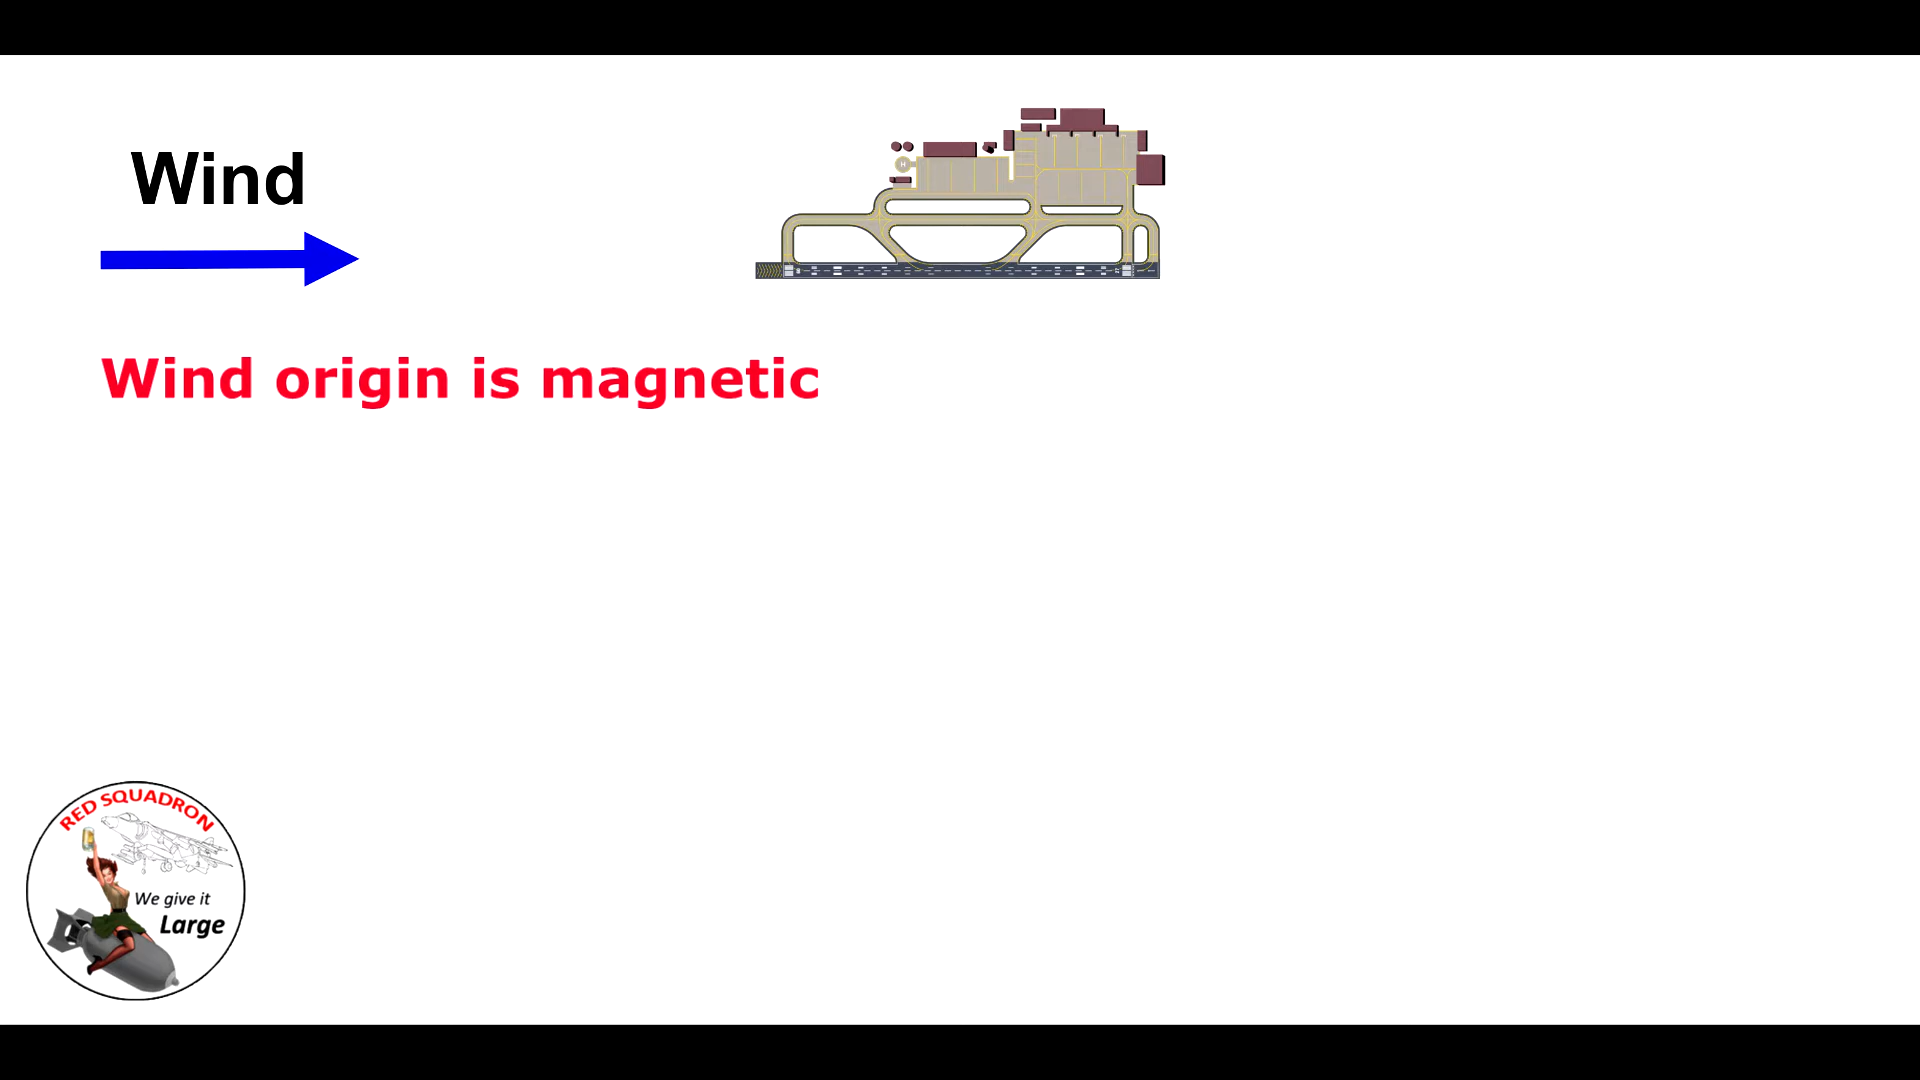 Wind
Wind origin is magnetic
RED SQUADRON
We give it
Large